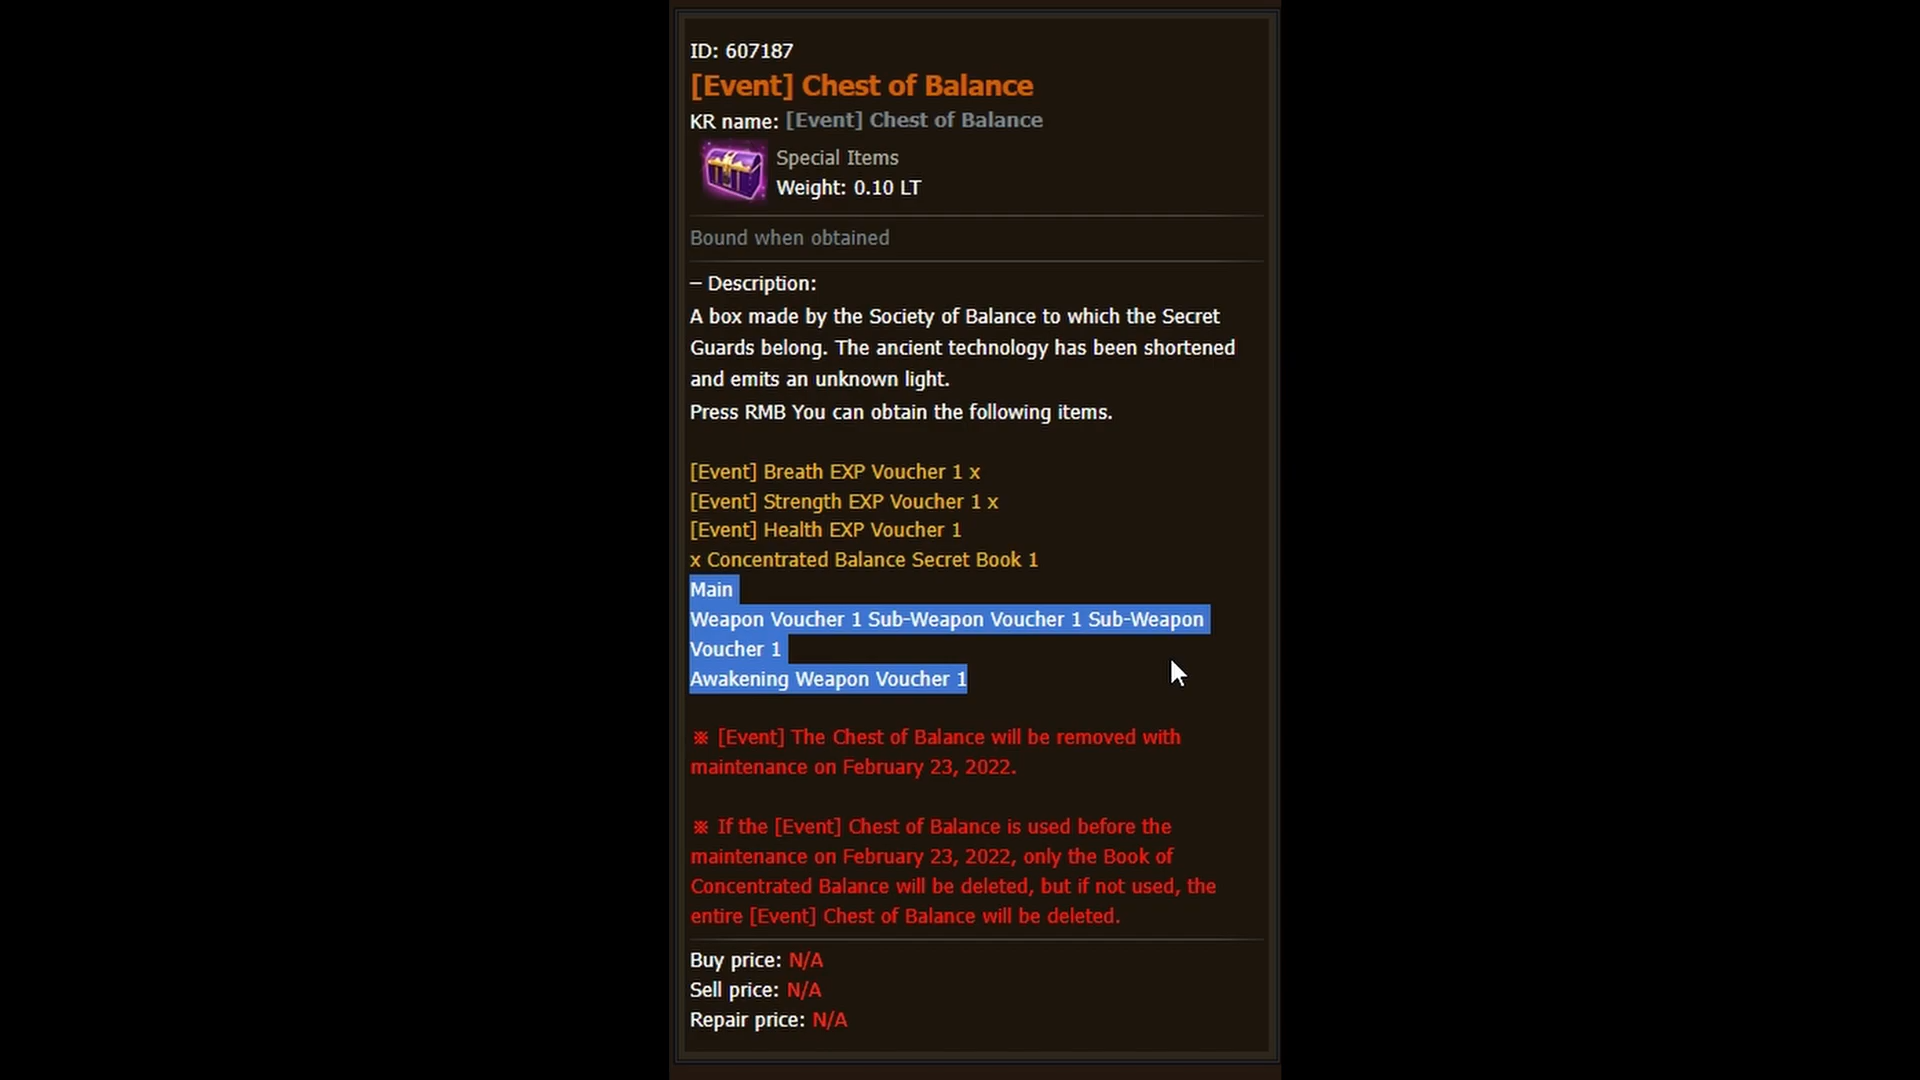 ID: 607187
[Event] Chest of Balance
KR name: [Event] Chest of Balance
Special Items
Weight: 0.10 LT
Bound when obtained
– Description:
A box made by the Society of Balance to which the Secret
Guards belong. The ancient technology has been shortened
and emits an unknown light.
Press RMB You can obtain the following items.
[Event] Breath EXP Voucher 1 x
[Event] Strength EXP Voucher 1 x
[Event] Health EXP Voucher 1
x Concentrated Balance Secret Book 1
Main
Weapon Voucher 1 Sub-Weapon Voucher 1 Sub-Weapon
Voucher 1
Awakening Weapon Voucher 1
※ [Event] The Chest of Balance will be removed with
maintenance on February 23, 2022.
※ If the [Event] Chest of Balance is used before the
maintenance on February 23, 2022, only the Book of
Concentrated Balance will be deleted, but if not used, the
entire [Event] Chest of Balance will be deleted.
Buy price: N/A
Sell price: N/A
Repair price: N/A